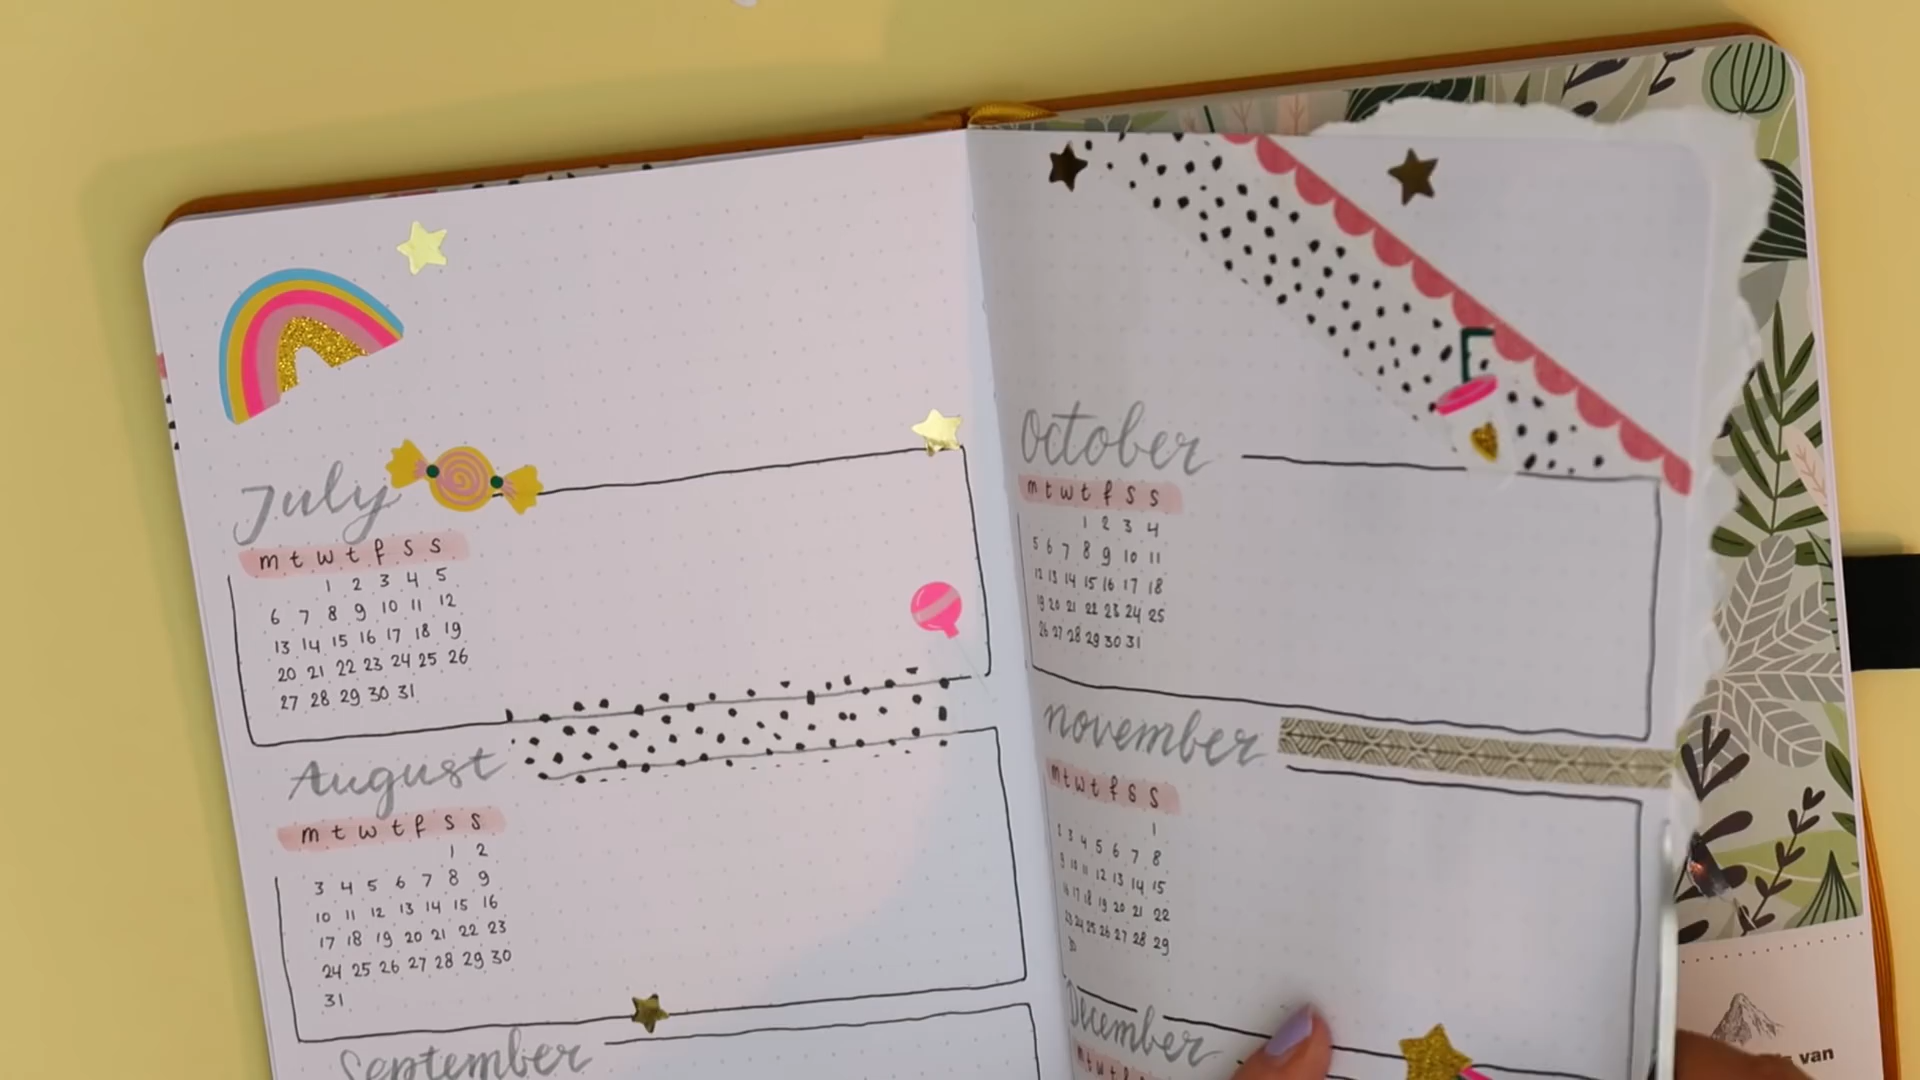 July
m t w t f s s
1 2 3 4 5
6 7 8 9 10 11 12
13 14 15 16 17 18 19
20 21 22 23 24 25 26
27 28 29 30 31
August
m t w t f s s
1 2
3 4 5 6 7 8 9
10 11 12 13 14 15 16
17 18 19 20 21 22 23
24 25 26 27 28 29 30
31
September
October
m t w t f s s
1 2 3 4
5 6 7 8 9 10 11
12 13 14 15 16 17 18
19 20 21 22 23 24 25
26 27 28 29 30 31
november
m t w t f s s
1
2 3 4 5 6 7 8
9 10 11 12 13 14 15
16 17 18 19 20 21 22
23 24 25 26 27 28 29
30
December
m t w t f
van